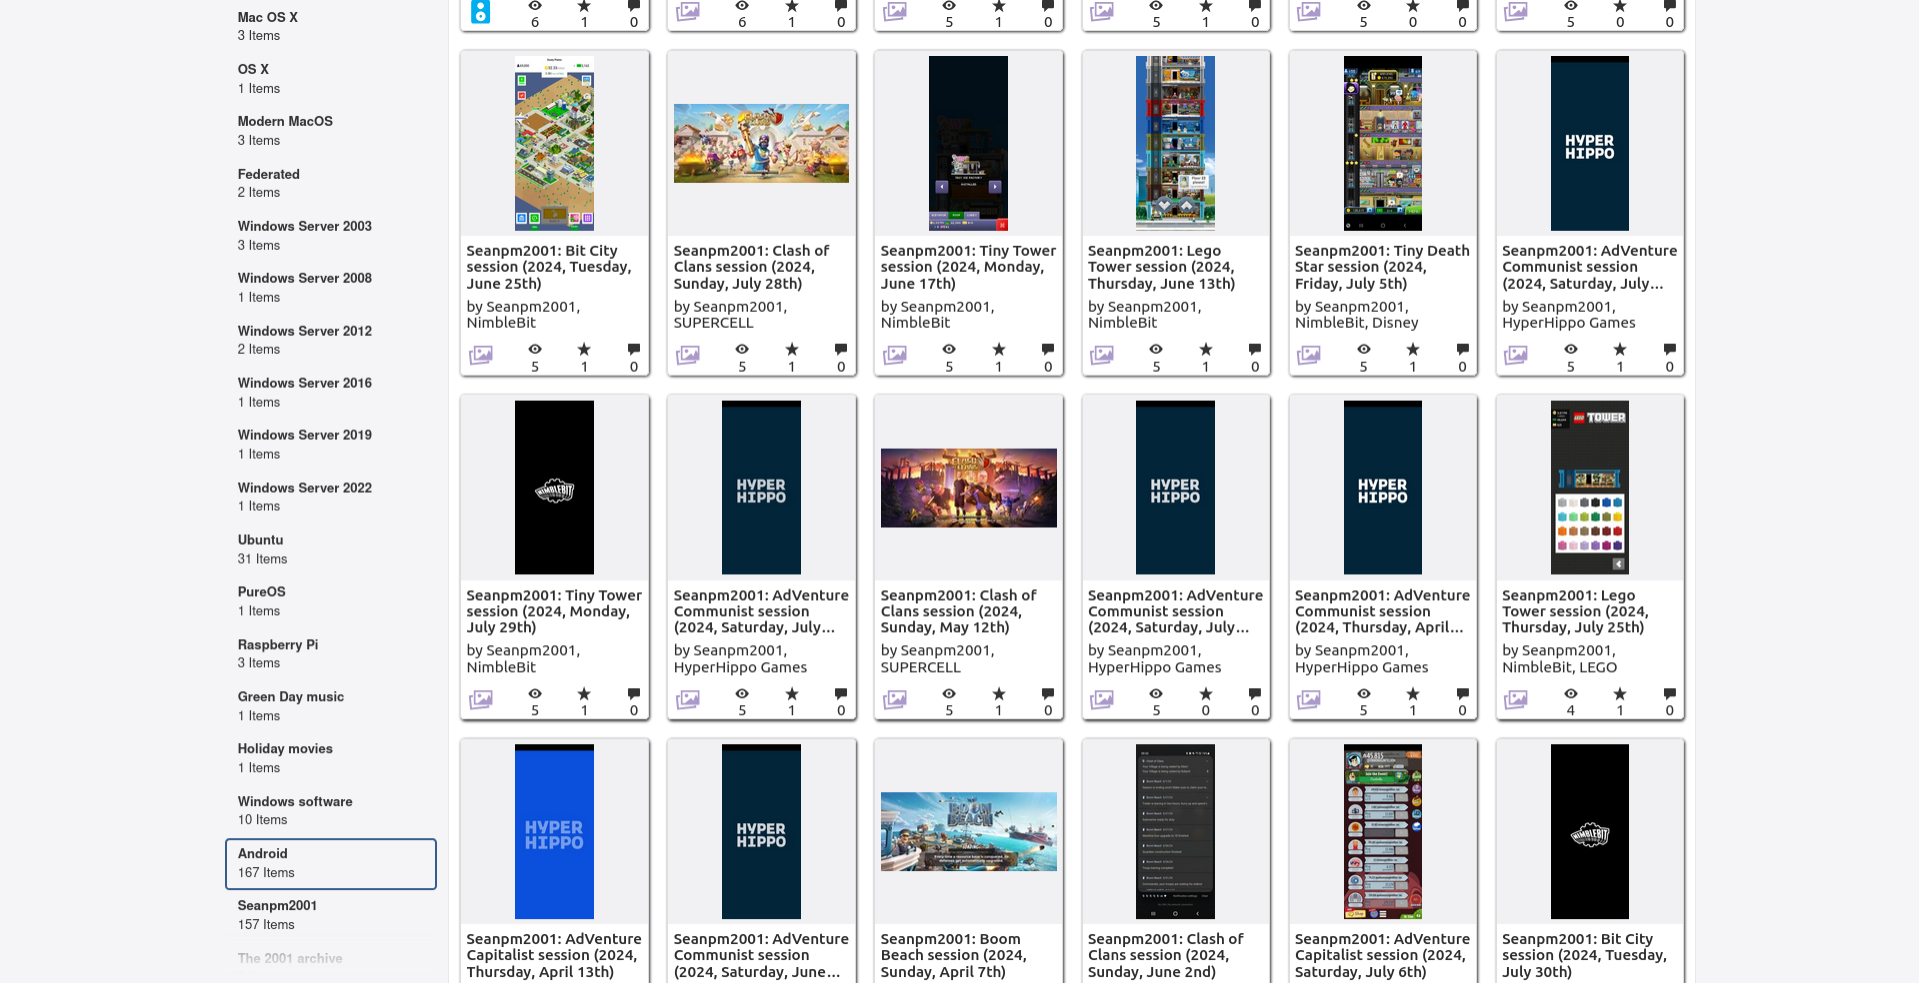 Mac OS X
3 Items
OS X
1 Items
Modern MacOS
3 Items
Federated
2 Items
Windows Server 2003
3 Items
Windows Server 2008
1 Items
Windows Server 2012
2 Items
Windows Server 2016
1 Items
Windows Server 2019
1 Items
Windows Server 2022
1 Items
Ubuntu
31 Items
PureOS
1 Items
Raspberry Pi
3 Items
Green Day music
1 Items
Holiday movies
1 Items
Windows software
10 Items
Android
167 Items
Seanpm2001
157 Items
The 2001 archive
6 1 0
6 1 0
5 1 0
5 1 0
5 0 0
5 0 0
Seanpm2001: Bit City
session (2024, Tuesday,
June 25th)
by Seanpm2001,
NimbleBit
5 1 0
Seanpm2001: Clash of
Clans session (2024,
Sunday, July 28th)
by Seanpm2001,
SUPERCELL
5 1 0
Seanpm2001: Tiny Tower
session (2024, Monday,
June 17th)
by Seanpm2001,
NimbleBit
5 1 0
Seanpm2001: Lego
Tower session (2024,
Thursday, June 13th)
by Seanpm2001,
NimbleBit
5 1 0
Seanpm2001: Tiny Death
Star session (2024,
Friday, July 5th)
by Seanpm2001,
NimbleBit, Disney
5 1 0
HYPER
HIPPO
Seanpm2001: AdVenture
Communist session
(2024, Saturday, July...
by Seanpm2001,
HyperHippo Games
5 1 0
NIMBLEBIT
Seanpm2001: Tiny Tower
session (2024, Monday,
July 29th)
by Seanpm2001,
NimbleBit
5 1 0
HYPER
HIPPO
Seanpm2001: AdVenture
Communist session
(2024, Saturday, July...
by Seanpm2001,
HyperHippo Games
5 1 0
Seanpm2001: Clash of
Clans session (2024,
Sunday, May 12th)
by Seanpm2001,
SUPERCELL
5 1 0
HYPER
HIPPO
Seanpm2001: AdVenture
Communist session
(2024, Saturday, July...
by Seanpm2001,
HyperHippo Games
5 0 0
HYPER
HIPPO
Seanpm2001: AdVenture
Communist session
(2024, Thursday, April...
by Seanpm2001,
HyperHippo Games
5 1 0
LEGO TOWER
Seanpm2001: Lego
Tower session (2024,
Thursday, July 25th)
by Seanpm2001,
NimbleBit, LEGO
4 1 0
HYPER
HIPPO
Seanpm2001: AdVenture
Capitalist session (2024,
Thursday, April 13th)
HYPER
HIPPO
Seanpm2001: AdVenture
Communist session
(2024, Saturday, June...
BOOM
BEACH
Seanpm2001: Boom
Beach session (2024,
Sunday, April 7th)
Seanpm2001: Clash of
Clans session (2024,
Sunday, June 2nd)
Seanpm2001: AdVenture
Capitalist session (2024,
Saturday, July 6th)
NIMBLEBIT
Seanpm2001: Bit City
session (2024, Tuesday,
July 30th)